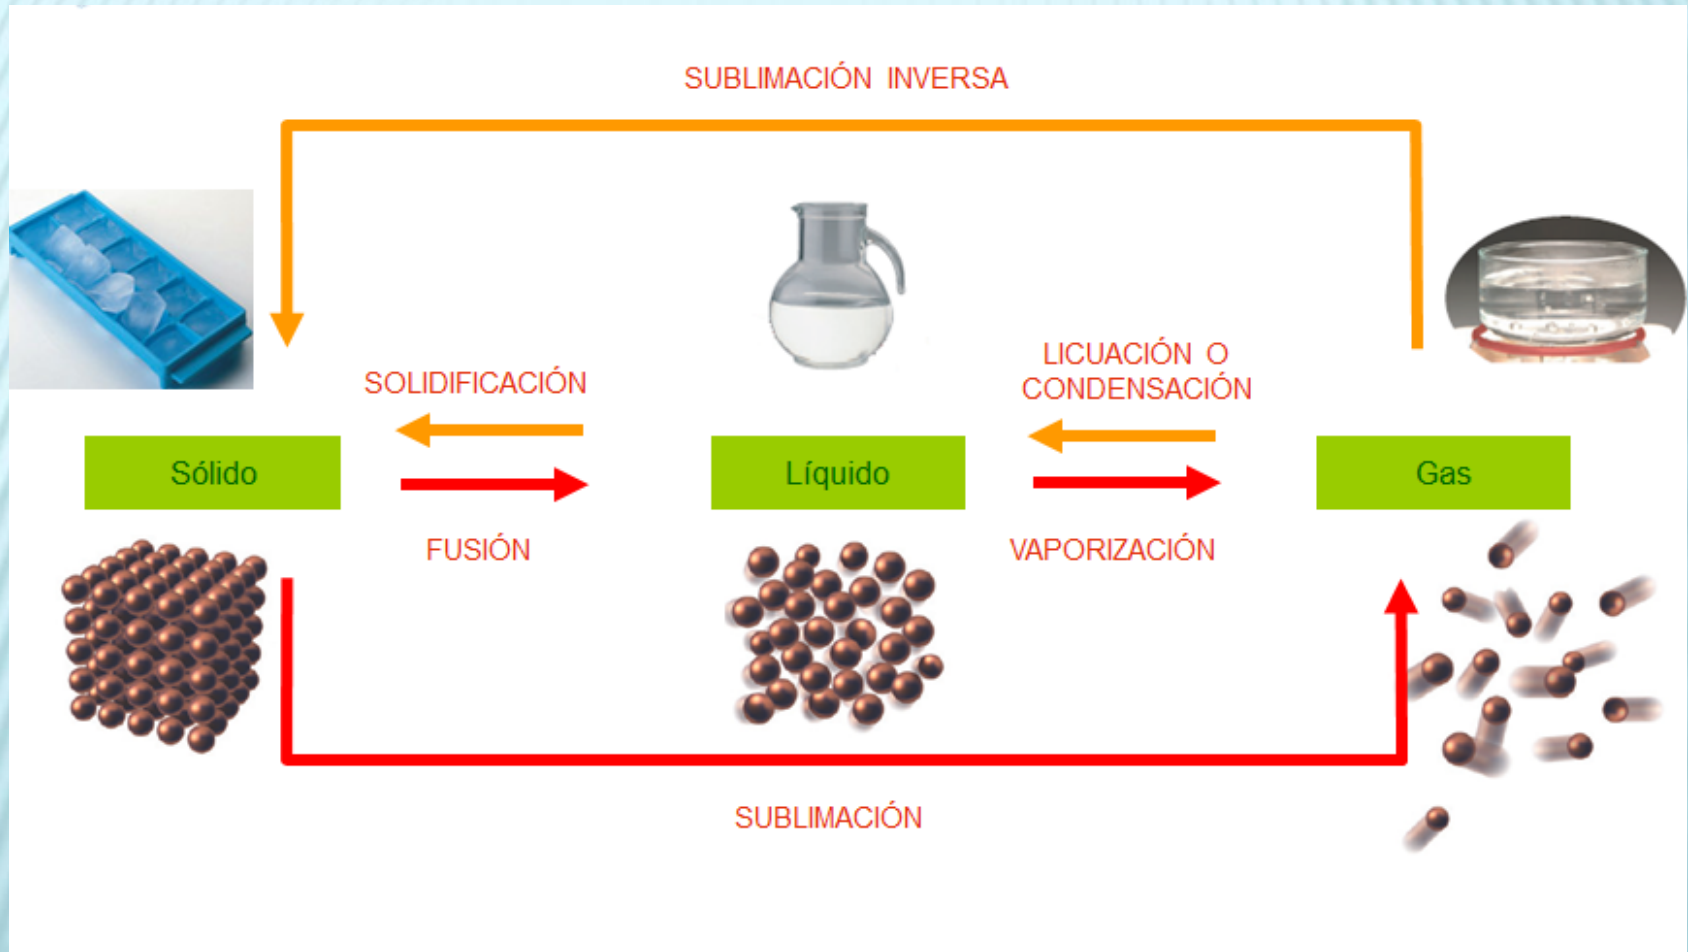 SUBLIMACIÓN INVERSA
SOLIDIFICACIÓN
LICUACIÓN O
CONDENSACIÓN
Sólido
Líquido
Gas
FUSIÓN
VAPORIZACIÓN
SUBLIMACIÓN